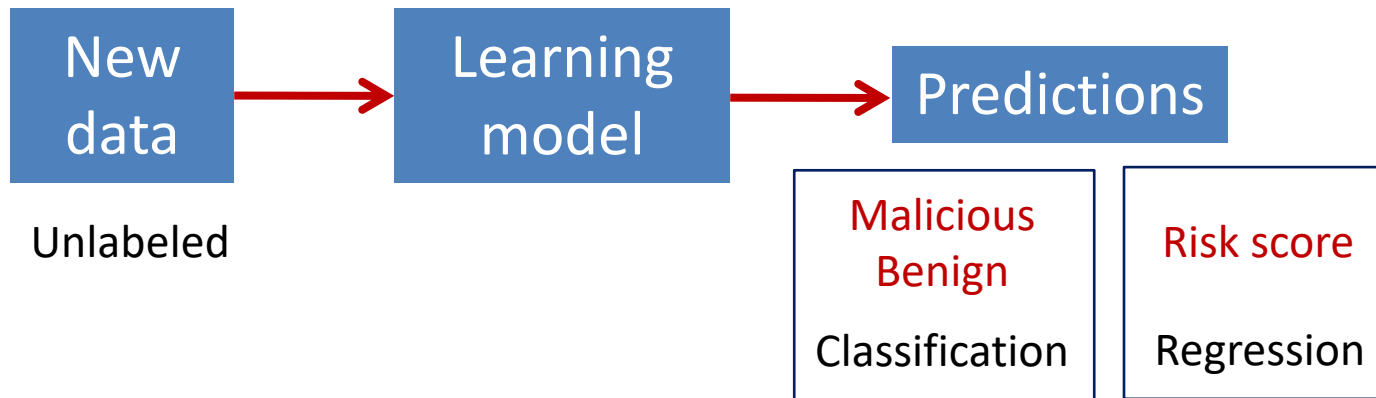 New
data
Learning
model
Predictions
Unlabeled
Malicious
Benign
Classification
Risk score
Regression